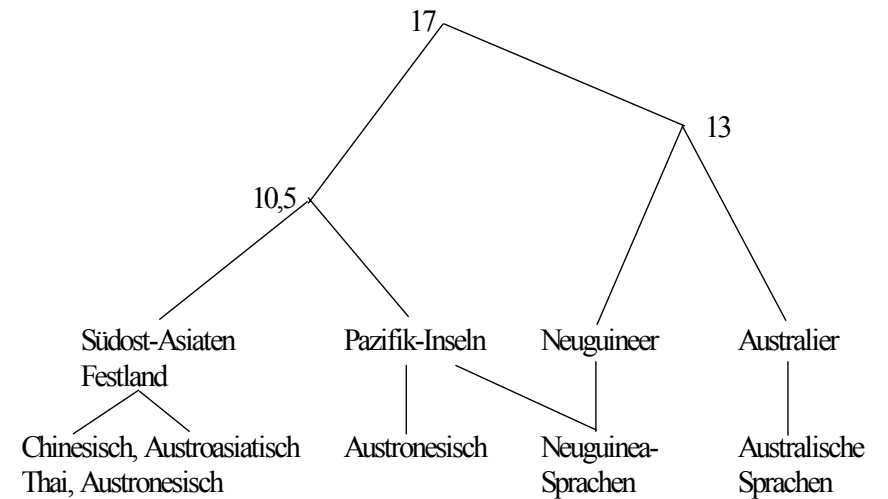 17
13
10,5
Südost-Asiaten Pazifik-Inseln Neuguineer Australier
Festland
Chinesisch, Austroasiatisch Austronesisch Neuguinea- Australische
Thai, Austronesisch Sprachen Sprachen